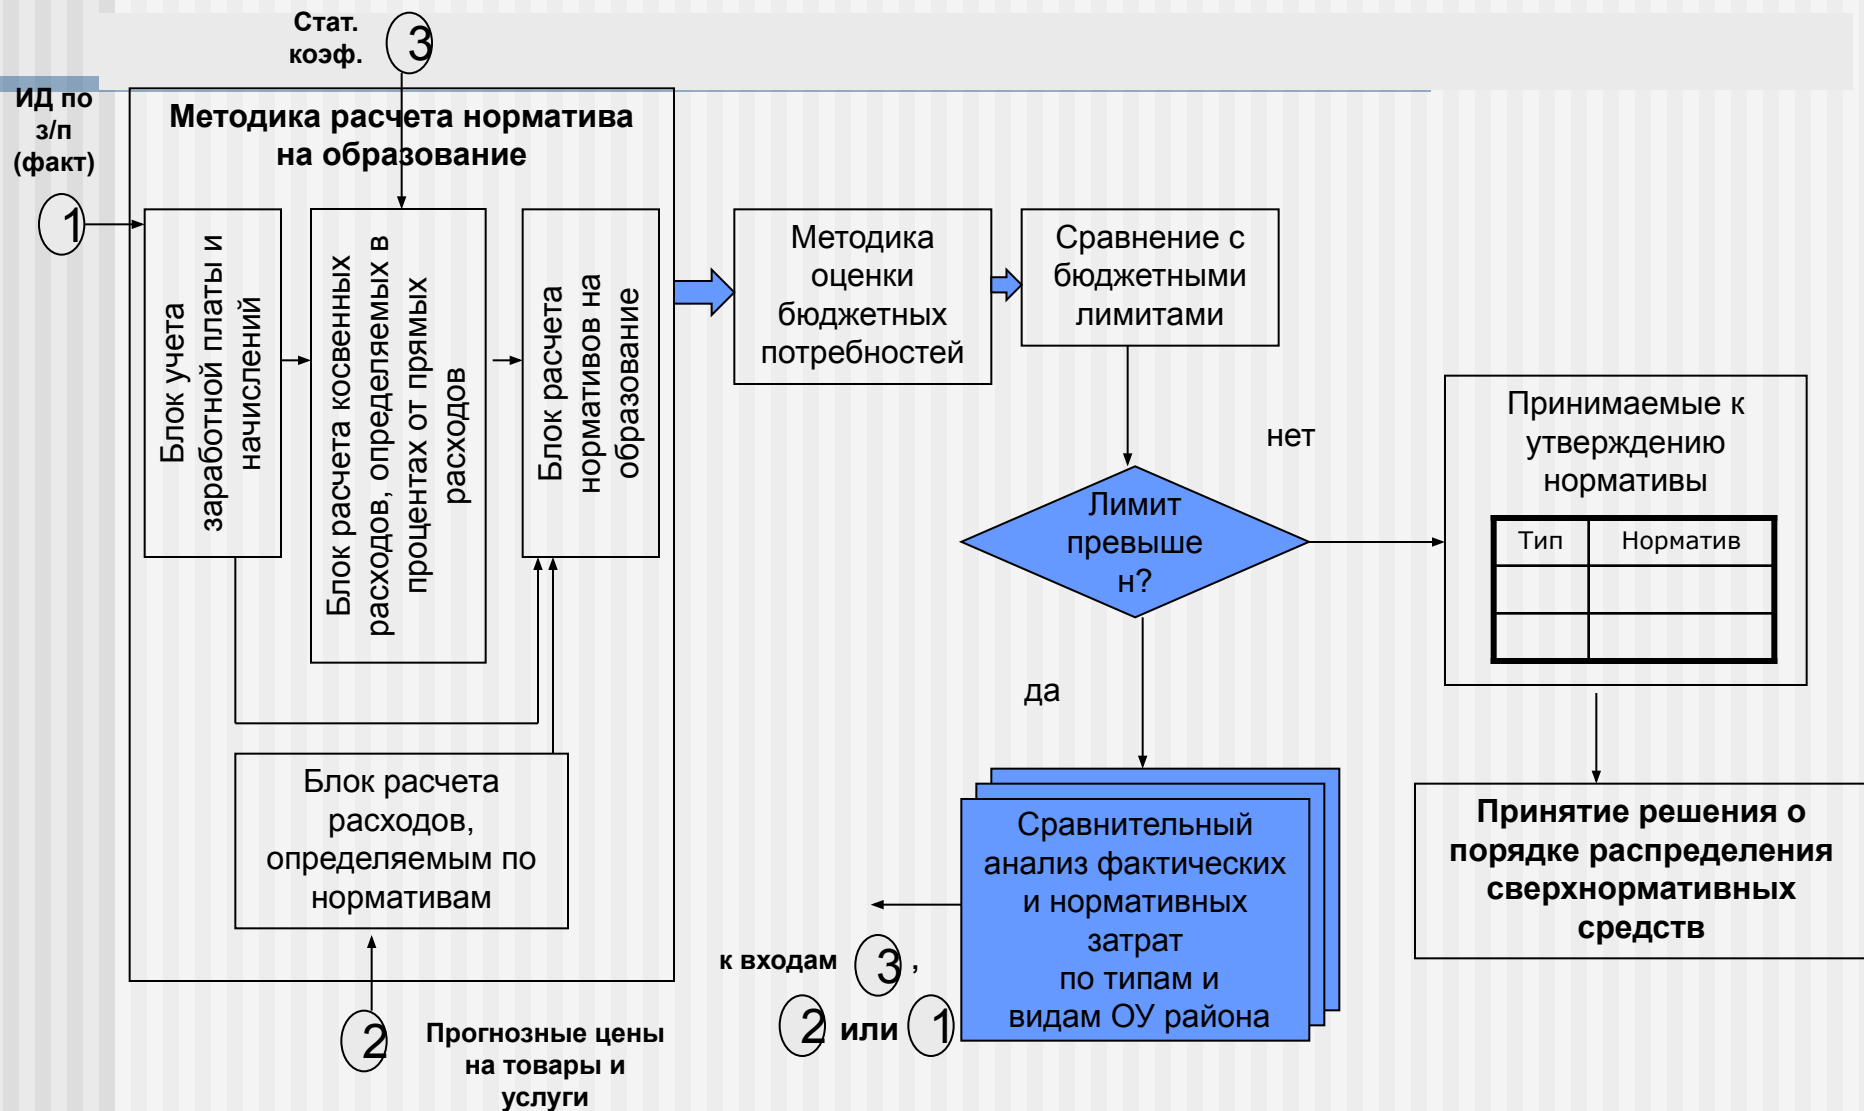 Стат.
коэф.
3
ИД по
з/п
(факт)
1
Методика расчета норматива
на образование
Блок учета
заработной платы и
начислений
Блок расчета косвенных
расходов, определяемых в
процентах от прямых
расходов
Блок расчета
нормативов на
образование
Блок расчета
расходов,
определяемым по
нормативам
2
Прогнозные цены
на товары и
услуги
Методика
оценки
бюджетных
потребностей
Сравнение с
бюджетными
лимитами
Лимит
превыше
н?
нет
да
Принимаемые к
утверждению
нормативы
Тип Норматив
Принятие решения о
порядке распределения
сверхнормативных
средств
Сравнительный
анализ фактических
и нормативных
затрат
по типам и
видам ОУ района
к входам 3 ,
2 или 1